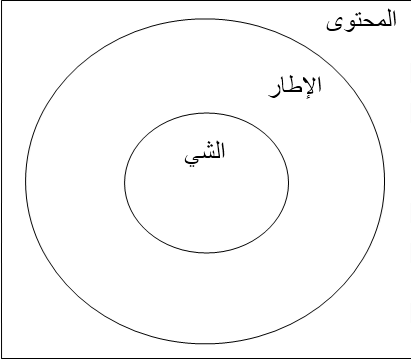 المحتوى
الإطار
الشي